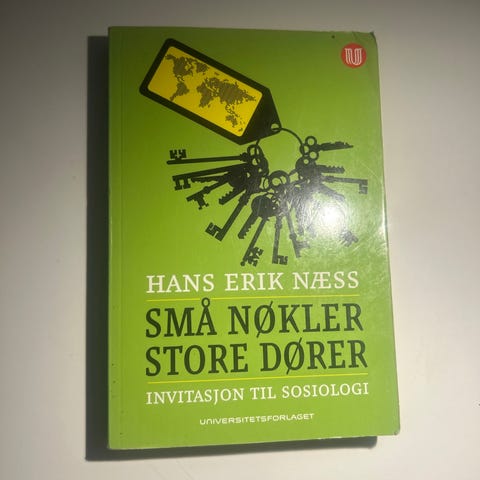 HANS ERIK NÆSS
SMÅ NØKLER
STORE DØRER
INVITASJON TIL SOSIOLOGI
UNIVERSITETSFORLAGET